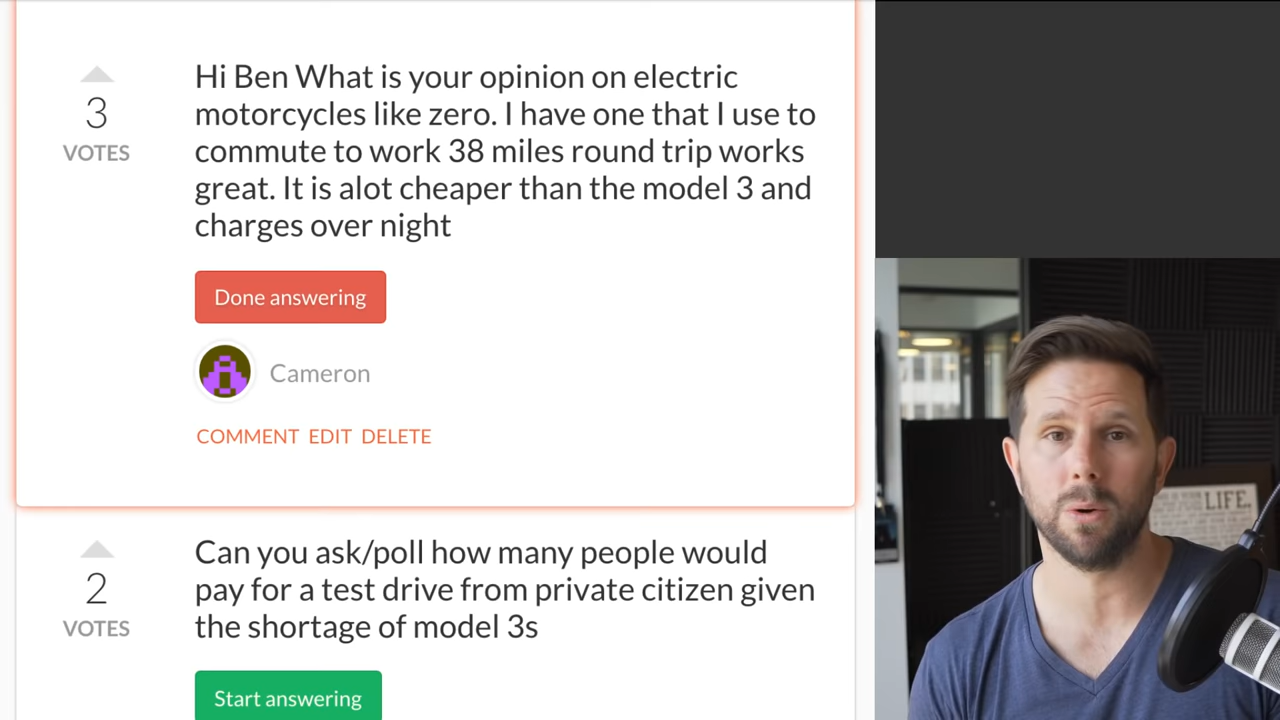 3
VOTES
Hi Ben What is your opinion on electric
motorcycles like zero. I have one that I use to
commute to work 38 miles round trip works
great. It is alot cheaper than the model 3 and
charges over night
Done answering
Cameron
COMMENT EDIT DELETE
2
VOTES
Can you ask/poll how many people would
pay for a test drive from private citizen given
the shortage of model 3s
Start answering
LIFE.